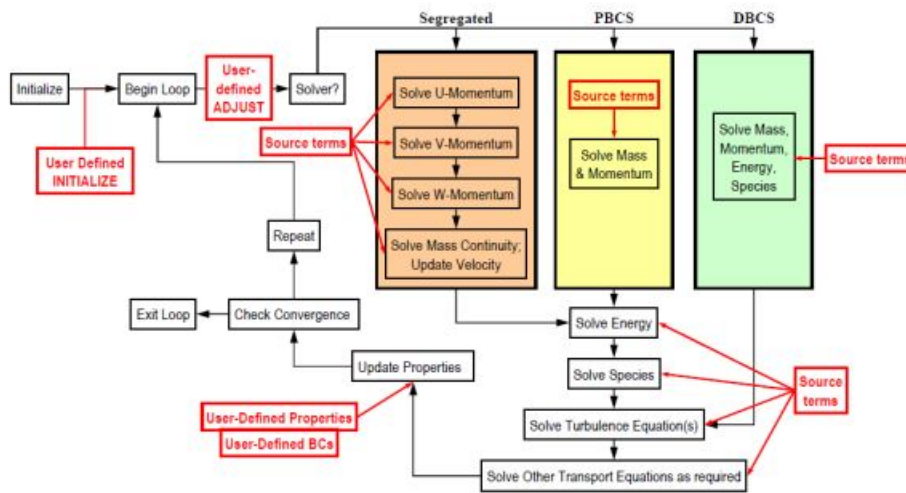 Segregated
PBCS
DBCS
Initialize
Begin Loop
User-
defined
ADJUST
Solver?
User Defined
INITIALIZE
Source terms
Solve U-Momentum
Solve V-Momentum
Solve W-Momentum
Solve Mass Continuity;
Update Velocity
Source terms
Solve Mass
& Momentum
Solve Mass,
Momentum,
Energy,
Species
Source terms
Repeat
Exit Loop
Check Convergence
Solve Energy
Update Properties
Solve Species
Source
terms
User-Defined Properties
User-Defined BCs
Solve Turbulence Equation(s)
Solve Other Transport Equations as required